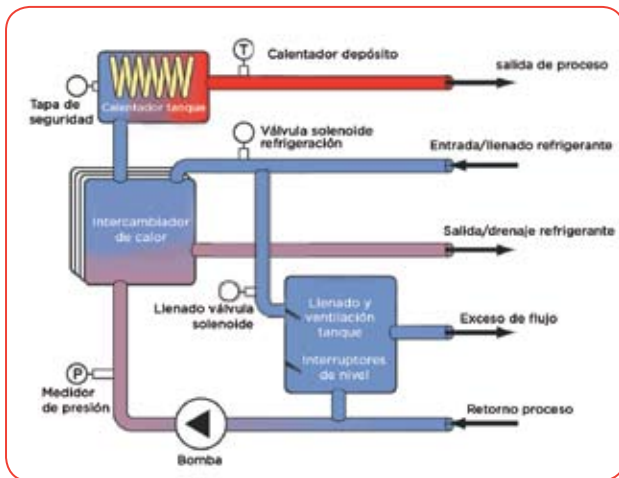 T
Calentador depósito
salida de proceso
Calentador tanque
Tapa de
seguridad
Válvula solenoide
refrigeración
Entrada/llenado refrigerante
Intercambiador
de calor
Salida/drenaje refrigerante
Llenado válvula
solenoide
Llenado y
ventilación
tanque
Interruptores
de nivel
Exceso de flujo
P
Medidor
de presión
Retorno proceso
Bomba